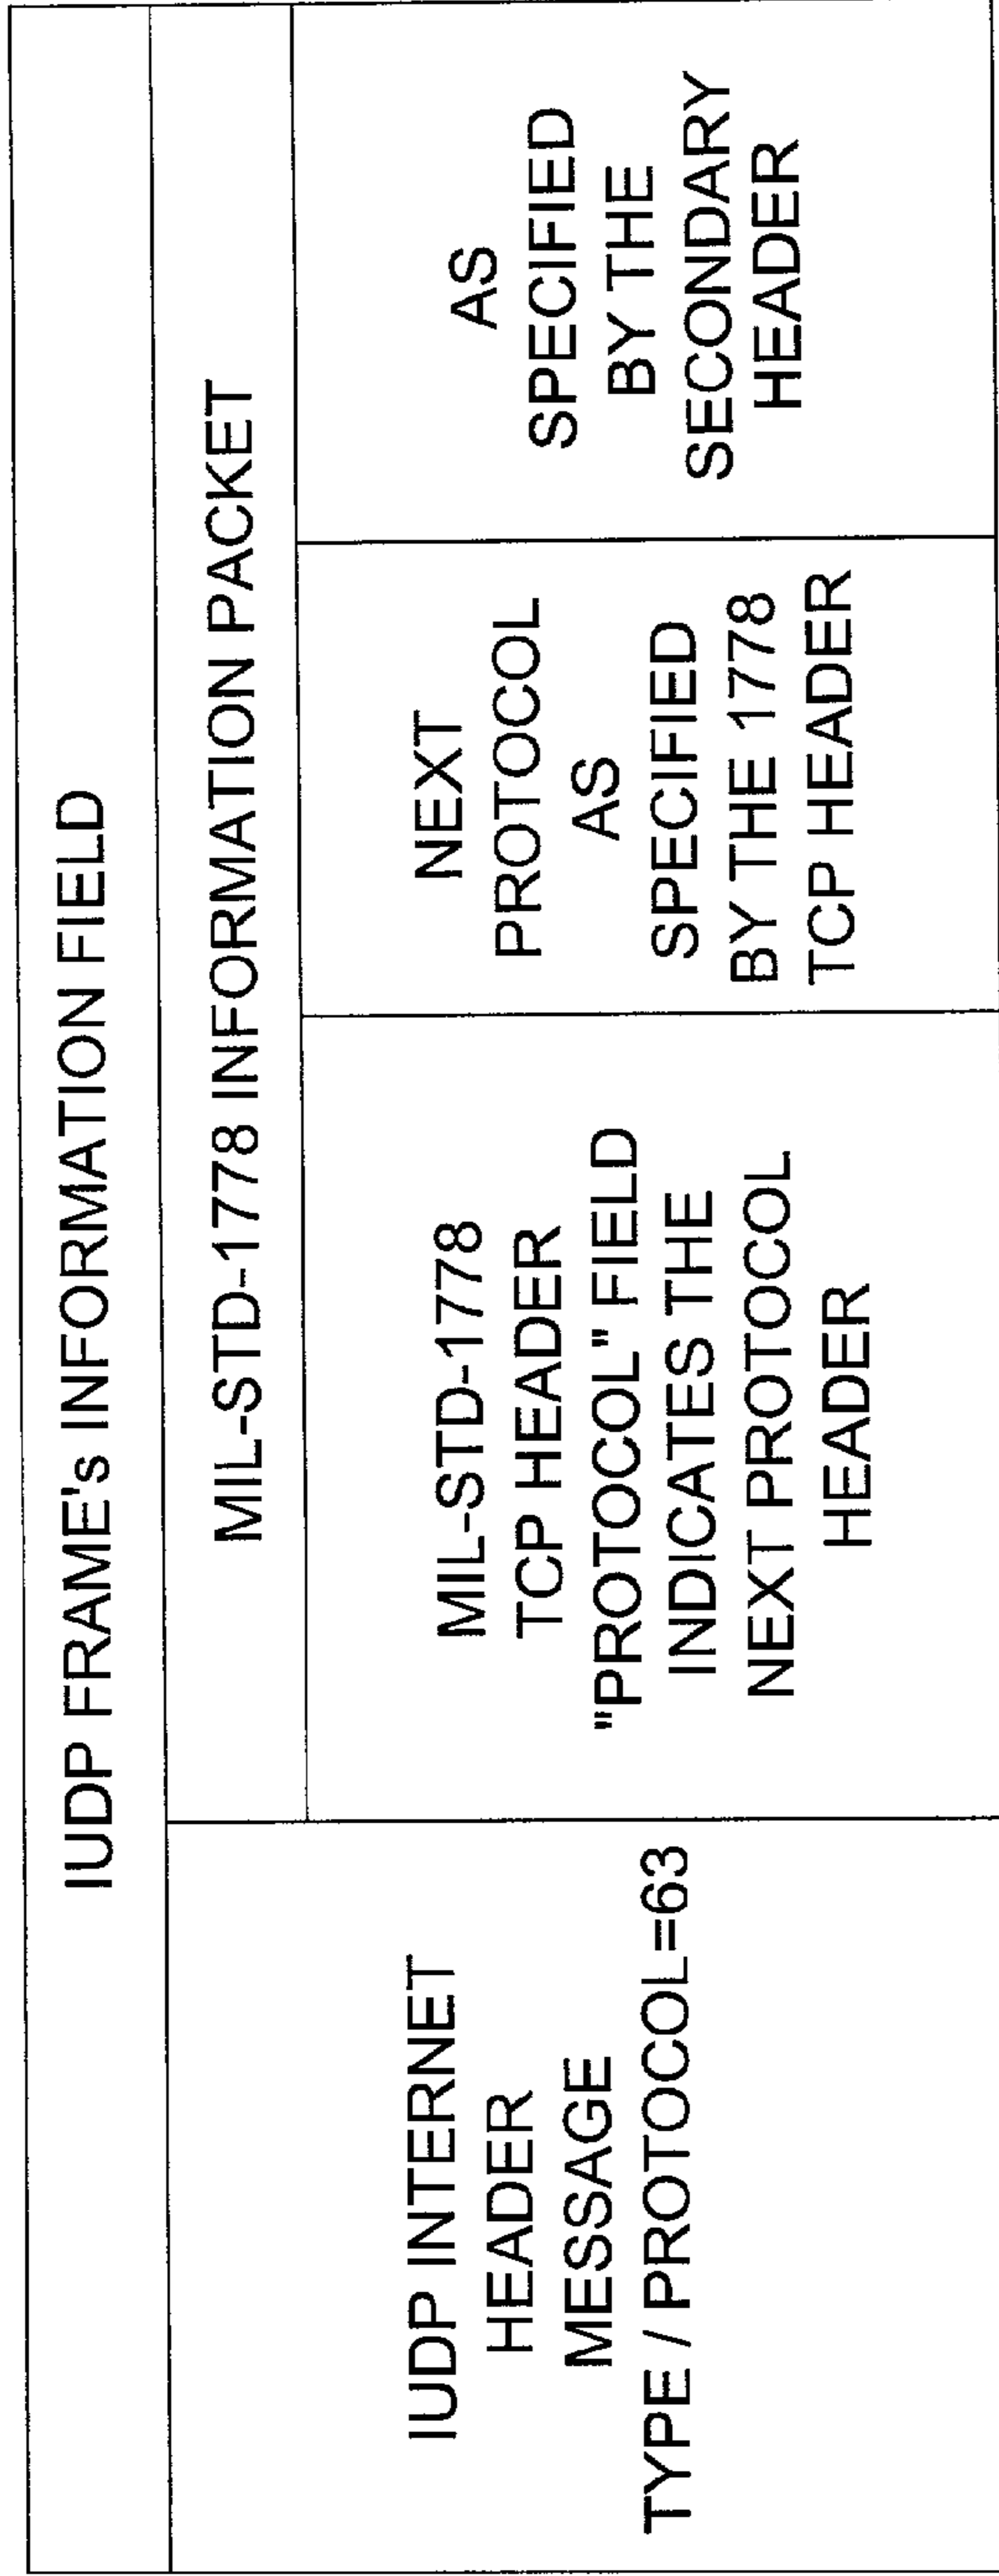 IUDP FRAME's INFORMATION FIELD
MIL-STD-1778 INFORMATION PACKET
IUDP INTERNET
HEADER
MESSAGE
TYPE / PROTOCOL=63
MIL-STD-1778
TCP HEADER
"PROTOCOL" FIELD
INDICATES THE
NEXT PROTOCOL
HEADER
NEXT
PROTOCOL
AS
SPECIFIED
BY THE 1778
TCP HEADER
AS
SPECIFIED
BY THE
SECONDARY
HEADER